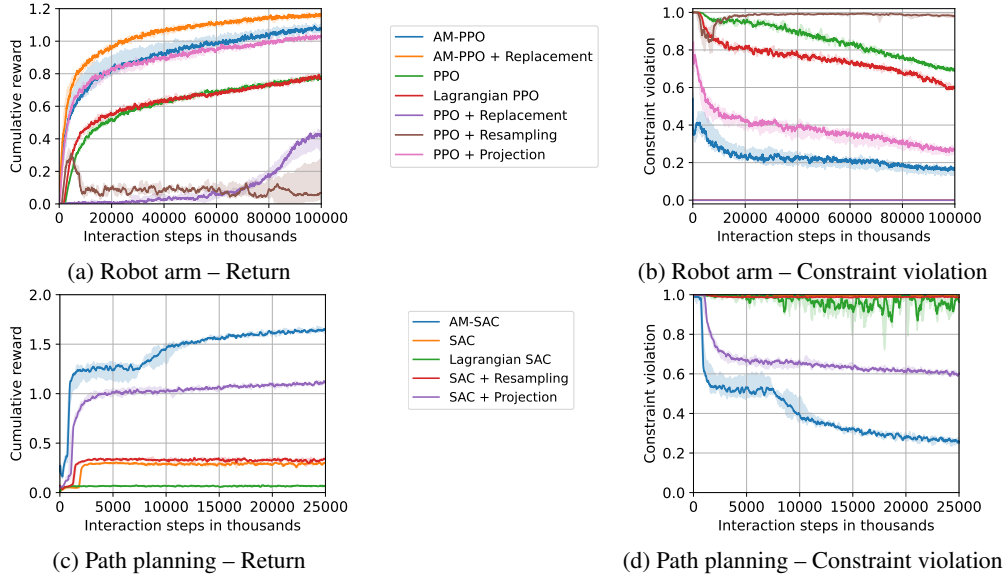 1.2
1.0
0.8
0.6
0.4
0.2
0.0
Cumulative reward
0 20000 40000 60000 80000 100000
Interaction steps in thousands
(a) Robot arm – Return
AM-PPO
AM-PPO + Replacement
PPO
Lagrangian PPO
PPO + Replacement
PPO + Resampling
PPO + Projection
1.0
0.8
0.6
0.4
0.2
0.0
Constraint violation
0 20000 40000 60000 80000 100000
Interaction steps in thousands
(b) Robot arm – Constraint violation
2.0
1.5
1.0
0.5
0.0
Cumulative reward
0 5000 10000 15000 20000 25000
Interaction steps in thousands
(c) Path planning – Return
AM-SAC
SAC
Lagrangian SAC
SAC + Resampling
SAC + Projection
1.0
0.8
0.6
0.4
0.2
0.0
Constraint violation
0 5000 10000 15000 20000 25000
Interaction steps in thousands
(d) Path planning – Constraint violation